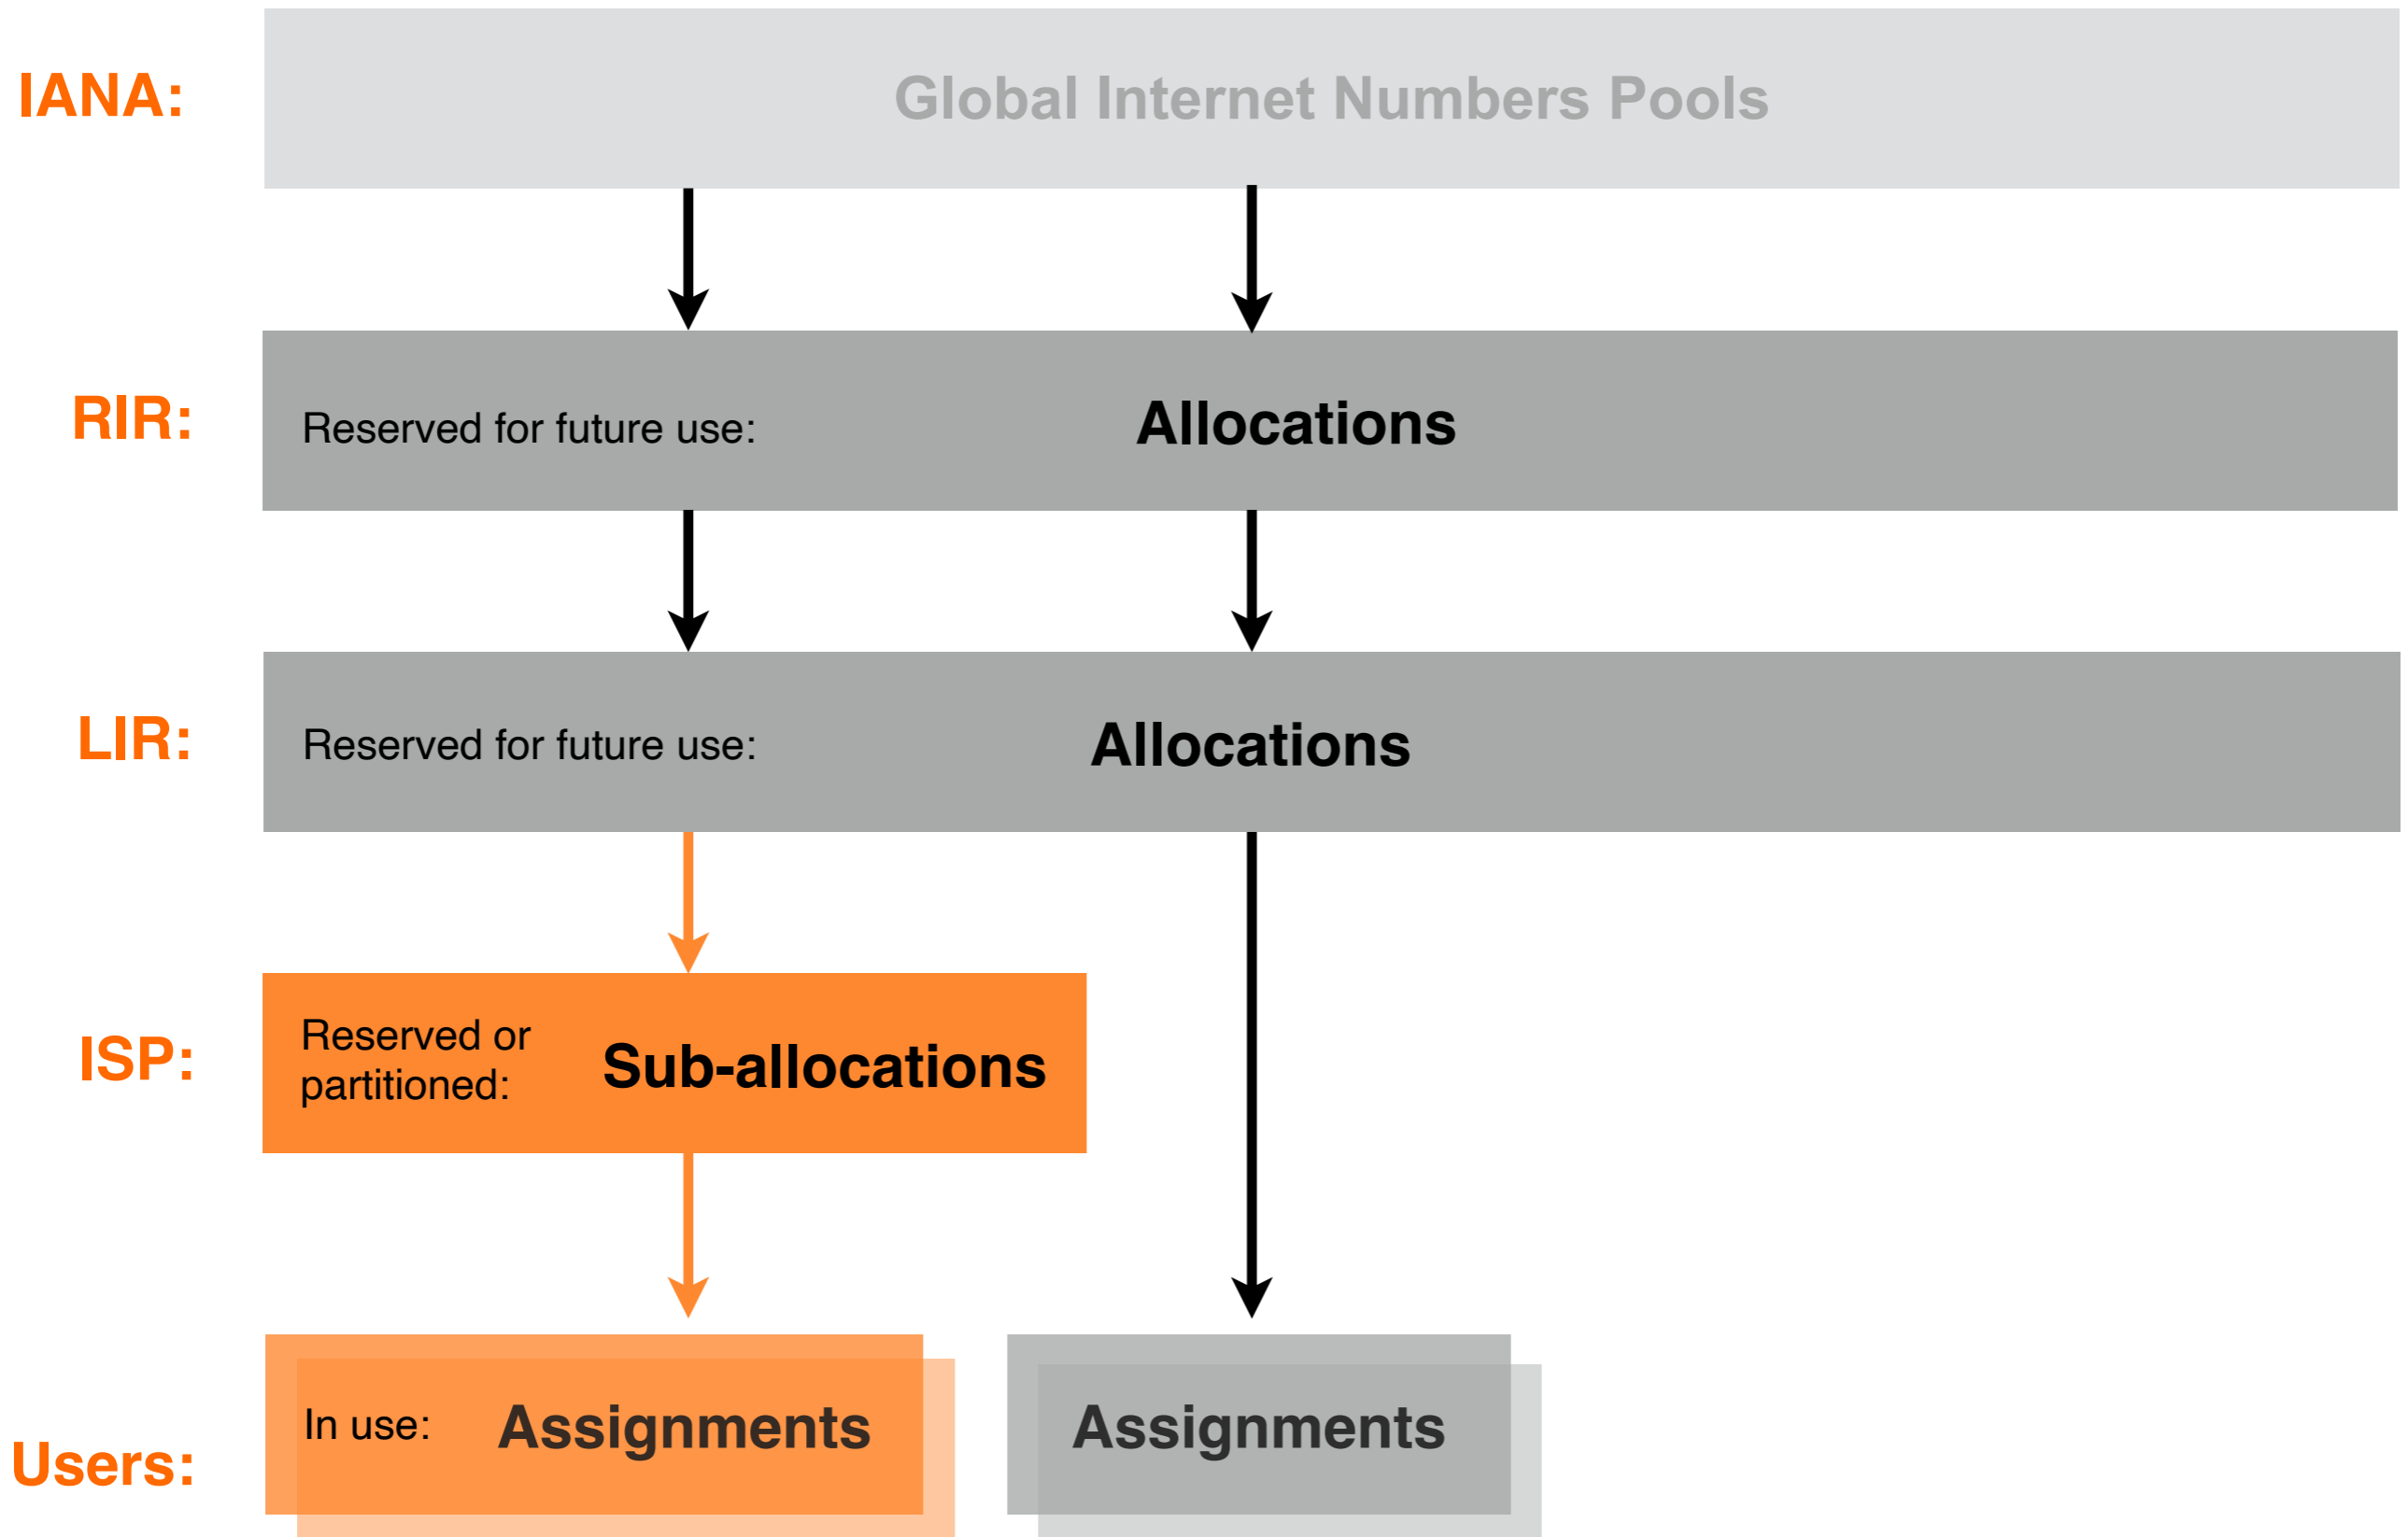 IANA:
Global Internet Numbers Pools
RIR:
Reserved for future use:
Allocations
LIR:
Reserved for future use:
Allocations
ISP:
Reserved or
partitioned:
Sub-allocations
Users:
In use:
Assignments
Assignments